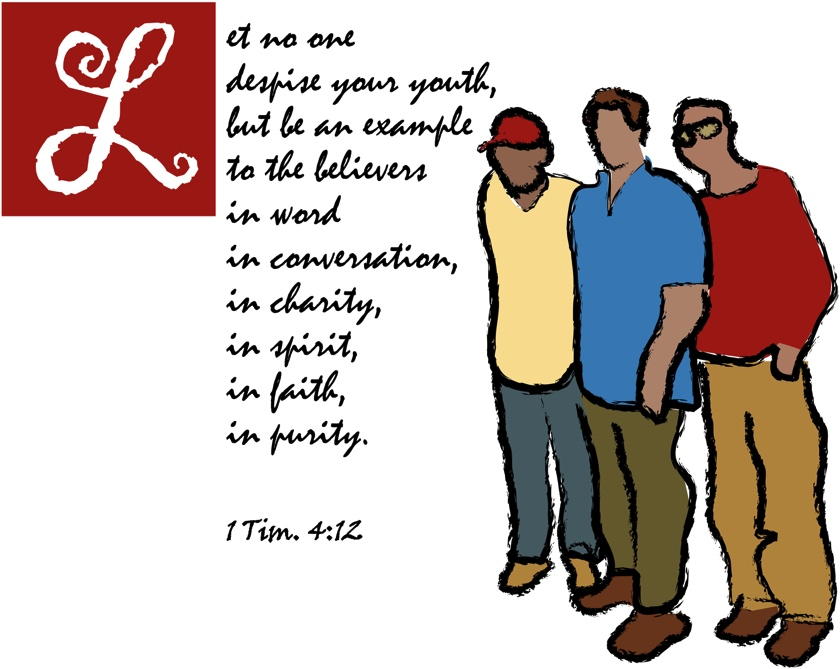 Let no one
despise your youth,
but be an example
to the believers
in word
in conversation,
in charity,
in spirit,
in faith,
in purity.
1 Tim. 4:12